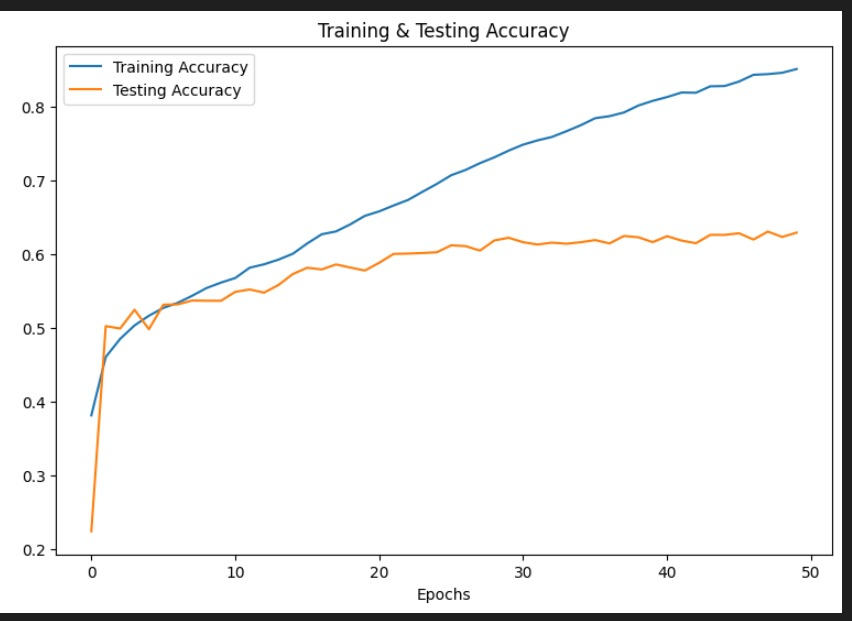 Training & Testing Accuracy
Training Accuracy
Testing Accuracy
0.8
0.7
0.6
0.5
0.4
0.3
0.2
0 10 20 30 40 50
Epochs